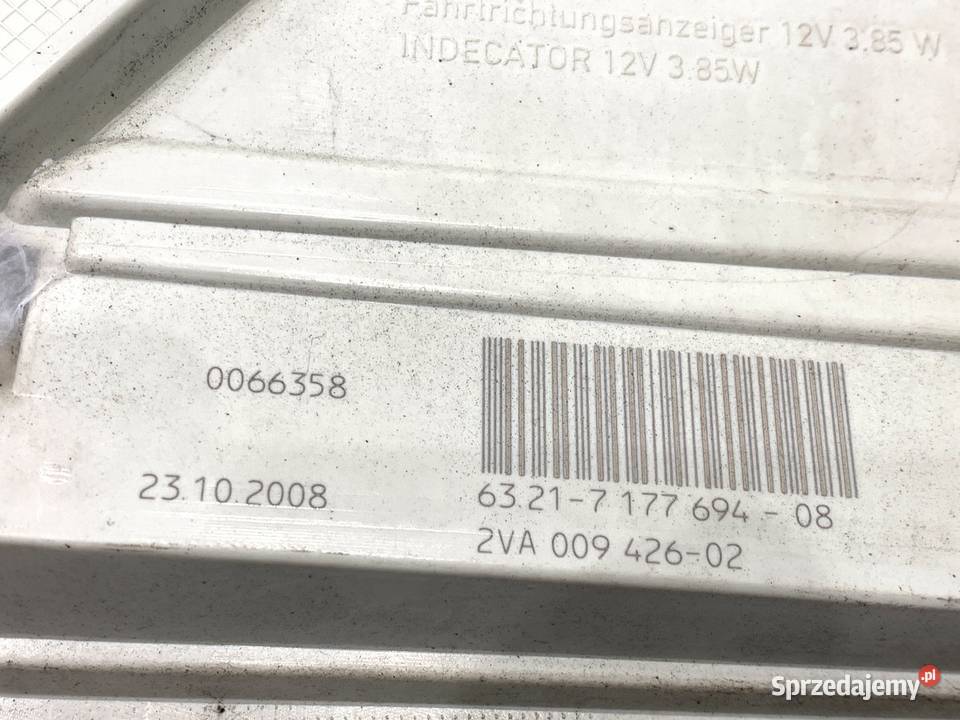 Fahrtrichtungsanzeiger 12V 3.85 W
INDECATOR 12V 3.85W
0066358
23.10.2008
63.21-7 177 694 - 08
2VA 009 426-02
Sprzedajemy.pl